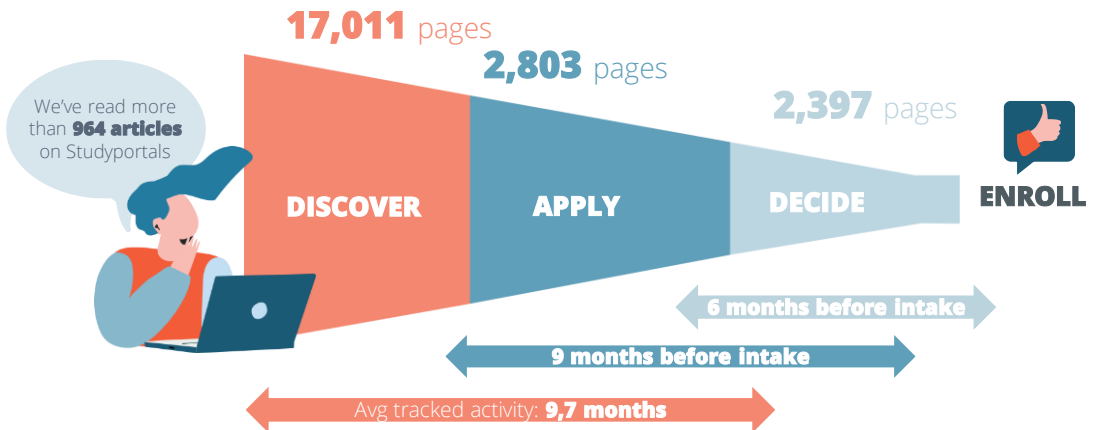 17,011 pages
2,803 pages
2,397 pages
We've read more
than 964 articles
on Studyportals
DISCOVER
APPLY
DECIDE
ENROLL
6 months before intake
9 months before intake
Avg tracked activity: 9,7 months